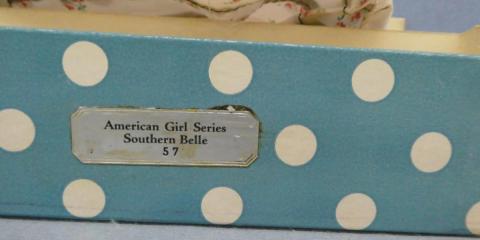 American Girl Series
Southern Belle
57